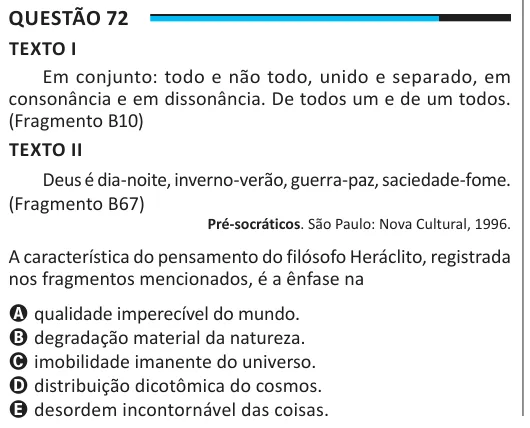 QUESTÃO 72
TEXTO I
Em conjunto: todo e não todo, unido e separado, em
consonância e em dissonância. De todos um e de um todos.
(Fragmento B10)
TEXTO II
Deus é dia-noite, inverno-verão, guerra-paz, saciedade-fome.
(Fragmento B67)
Pré-socráticos. São Paulo: Nova Cultural, 1996.
A característica do pensamento do filósofo Heráclito, registrada
nos fragmentos mencionados, é a ênfase na
A qualidade imperecível do mundo.
B degradação material da natureza.
C imobilidade imanente do universo.
D distribuição dicotômica do cosmos.
E desordem incontornável das coisas.